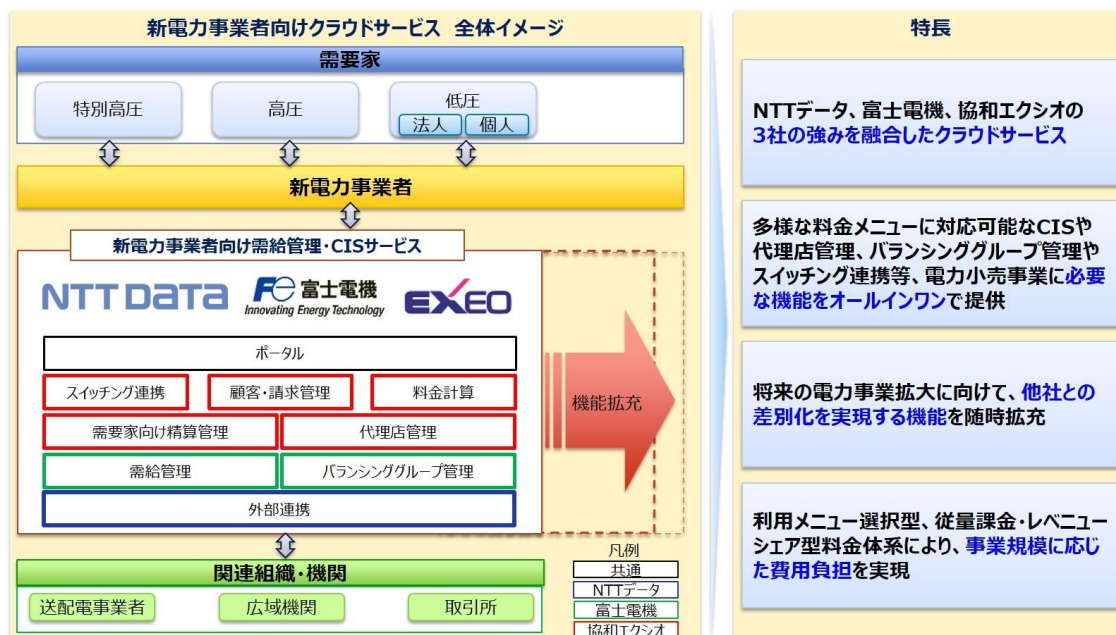 新電力事業者向けクラウドサービス 全体イメージ
需要家
特別高圧
高圧
低圧
法人
個人
新電力事業者
新電力事業者向け需給管理・CISサービス
NTT DATA
Fe 富士電機
Innovating Energy Technology
EXEO
ポータル
スイッチング連携
顧客・請求管理
料金計算
需要家向け精算管理
代理店管理
需給管理
バランシンググループ管理
外部連携
機能拡充
関連組織・機関
送配電事業者
広域機関
取引所
凡例
共通
NTTデータ
富士電機
協和エクシオ
特長
NTTデータ、富士電機、協和エクシオの
3社の強みを融合したクラウドサービス
多様な料金メニューに対応可能なCISや
代理店管理、バランシンググループ管理や
スイッチング連携等、電力小売事業に必要
な機能をオールインワンで提供
将来の電力事業拡大に向けて、他社との
差別化を実現する機能を随時拡充
利用メニュー選択型、従量課金・レベニュー
シェア型料金体系により、事業規模に応じ
た費用負担を実現